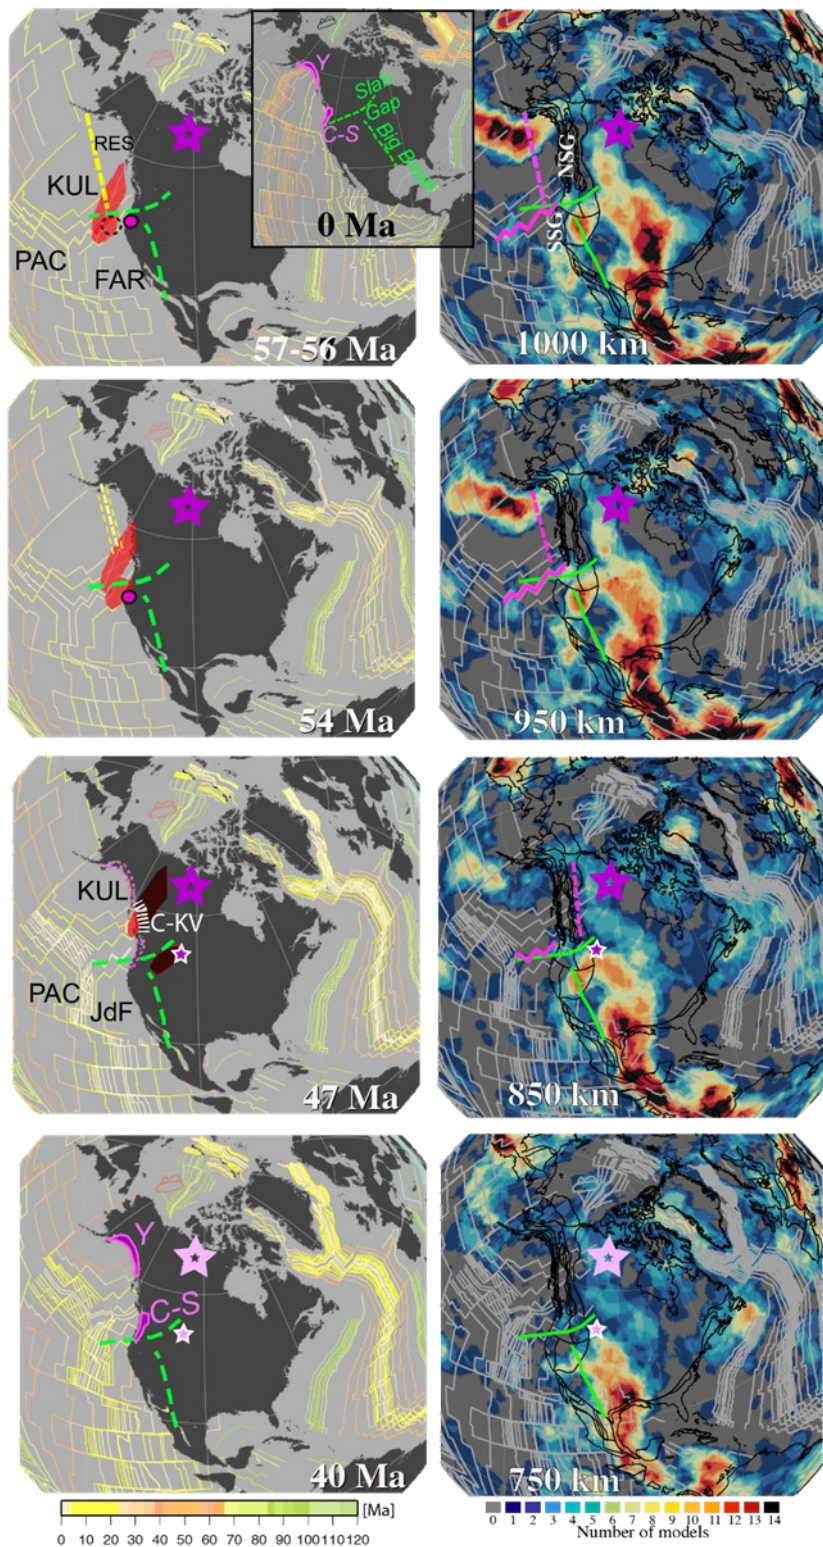 Y
Slab
Gap
C-S
Big Break
0 Ma
RES
KUL
PAC
FAR
57-56 Ma
NSG
SSG
1000 km
54 Ma
950 km
KUL
C-KV
PAC
JdF
47 Ma
850 km
Y
C-S
40 Ma
750 km
[Ma]
0 10 20 30 40 50 60 70 80 90 100 110 120
0 1 2 3 4 5 6 7 8 9 10 11 12 13 14
Number of models